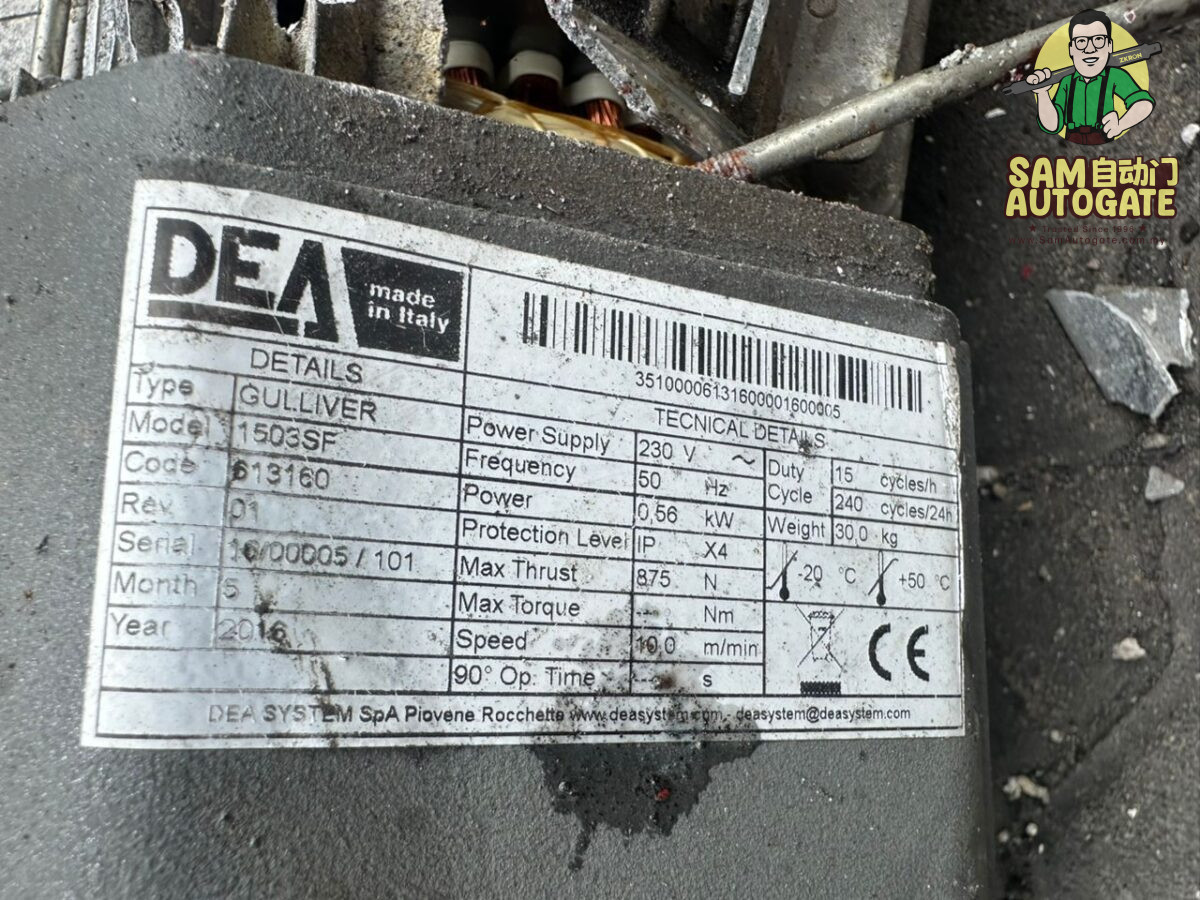 ZKRON
SAM自动门
AUTOGATE
DEA
made
in Italy
3510000613160000​1600005
DETAILS
Type GULLIVER
Model 1503SF
Code 613160
Rev. 01
Serial 16/00005 / 101
Month 5
Year 2016
TECNICAL DETAILS
Power Supply 230 V ~
Frequency 50 Hz
Power 0,56 kW
Protection Level IP X4
Max Thrust 875 N
Max Torque --- Nm
Speed 10,0 m/min
90° Op. Time --- s
Duty Cycle 15 cycles/h
240 cycles/24h
Weight 30,0 kg
-20 °C +50 °C
CE
DEA SYSTEM SpA Piovene Rocchette www.deasystem.com - deasystem@deasystem.com